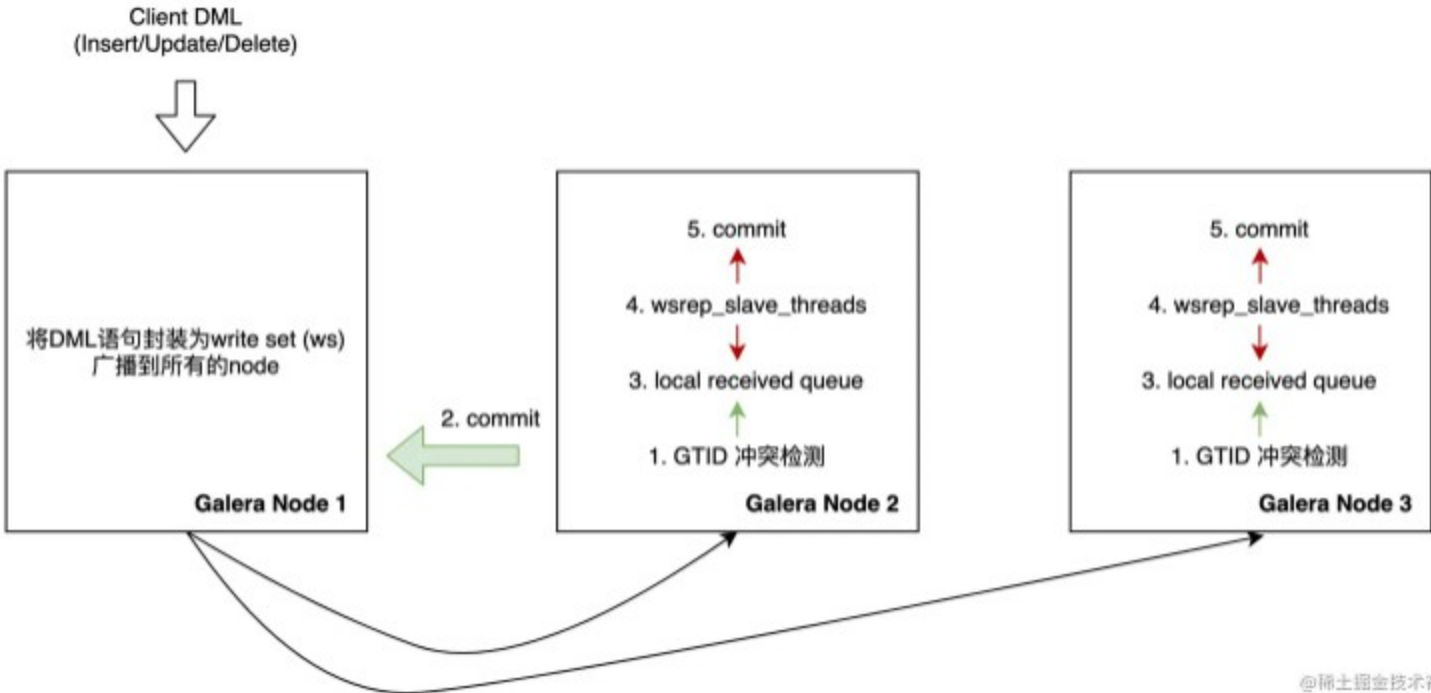 Client DML
(Insert/Update/Delete)
将DML语句封装为write set (ws)
广播到所有的node
Galera Node 1
2. commit
5. commit
4. wsrep_slave_threads
3. local received queue
1. GTID 冲突检测
Galera Node 2
5. commit
4. wsrep_slave_threads
3. local received queue
1. GTID 冲突检测
Galera Node 3
@稀土掘金技术社